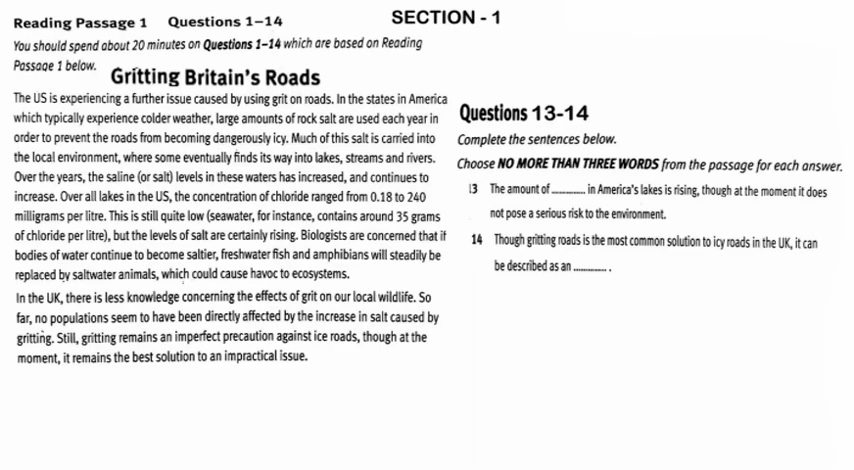 SECTION - 1
Reading Passage 1 Questions 1–14
You should spend about 20 minutes on Questions 1–14 which are based on Reading
Passage 1 below.
Gritting Britain's Roads
The US is experiencing a further issue caused by using grit on roads. In the states in America
which typically experience colder weather, large amounts of rock salt are used each year in
order to prevent the roads from becoming dangerously icy. Much of this salt is carried into
the local environment, where some eventually finds its way into lakes, streams and rivers.
Over the years, the saline (or salt) levels in these waters has increased, and continues to
increase. Over all lakes in the US, the concentration of chloride ranged from 0.18 to 240
milligrams per litre. This is still quite low (seawater, for instance, contains around 35 grams
of chloride per litre), but the levels of salt are certainly rising. Biologists are concerned that if
bodies of water continue to become saltier, freshwater fish and amphibians will steadily be
replaced by saltwater animals, which could cause havoc to ecosystems.
In the UK, there is less knowledge concerning the effects of grit on our local wildlife. So
far, no populations seem to have been directly affected by the increase in salt caused by
gritting. Still, gritting remains an imperfect precaution against ice roads, though at the
moment, it remains the best solution to an impractical issue.
Questions 13-14
Complete the sentences below.
Choose NO MORE THAN THREE WORDS from the passage for each answer.
13 The amount of ............ in America's lakes is rising, though at the moment it does
not pose a serious risk to the environment.
14 Though gritting roads is the most common solution to icy roads in the UK, it can
be described as an ............ .